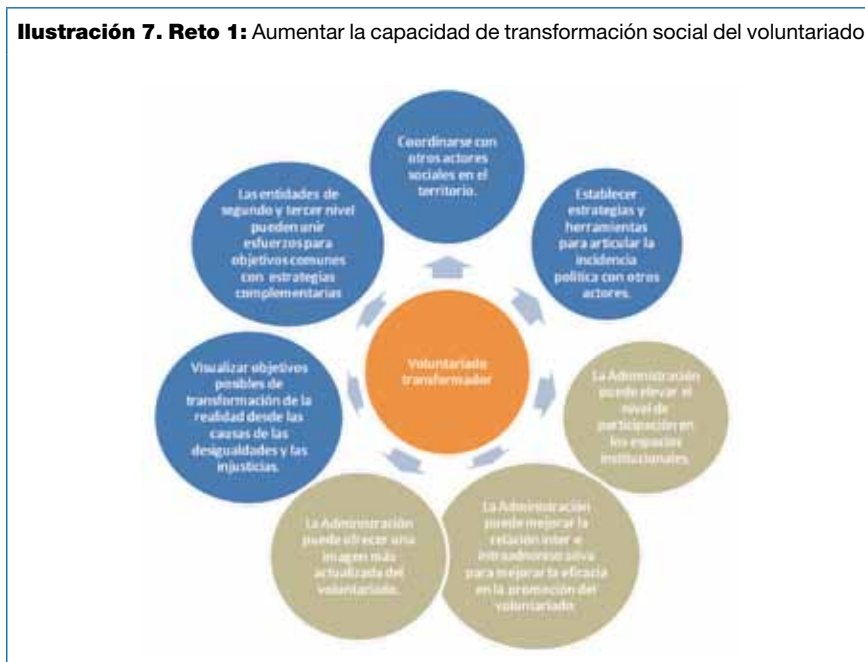 Ilustración 7. Reto 1: Aumentar la capacidad de transformación social del voluntariado
Coordinarse con
otros actores
sociales en el
territorio.
Establecer
estrategias y
herramientas
para articular la
incidencia
política con otros
actores.
La Administración
puede elevar el
nivel de
participación en
los espacios
institucionales.
La Administración
puede mejorar la
relación inter e
intraadministrativa
para mejorar la eficacia
en la promoción del
voluntariado.
La Administración
puede ofrecer una
imagen más
actualizada del
voluntariado.
Visualizar objetivos
posibles de
transformación de la
realidad desde las
causas de las
desigualdades y las
injusticias.
Las entidades de
segundo y tercer nivel
pueden unir
esfuerzos para
objetivos comunes
con estrategias
complementarias
Voluntariado
transformador